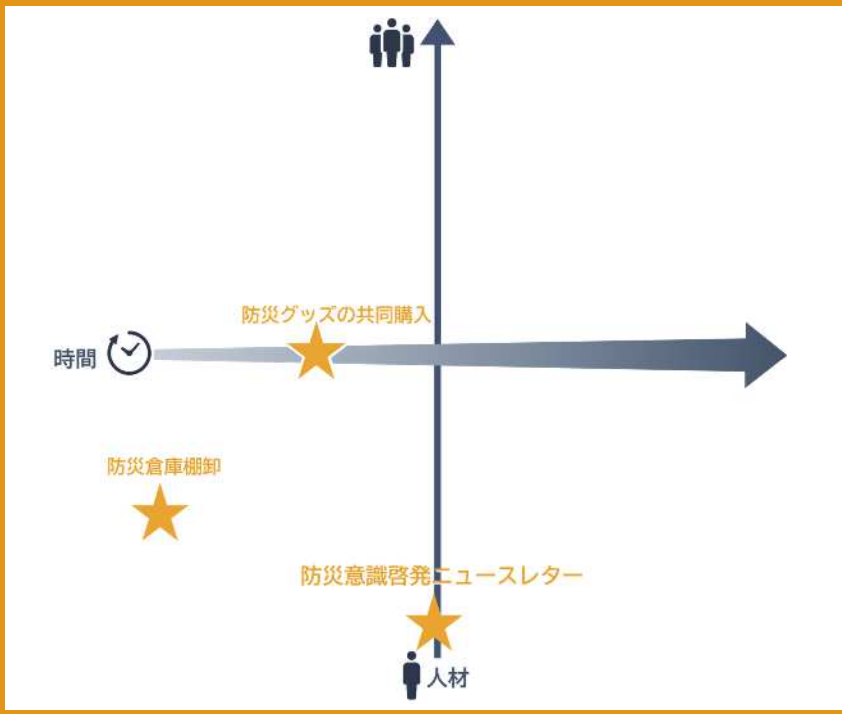 防災グッズの共同購入
時間
防災倉庫棚卸
防災意識啓発ニュースレター
人材